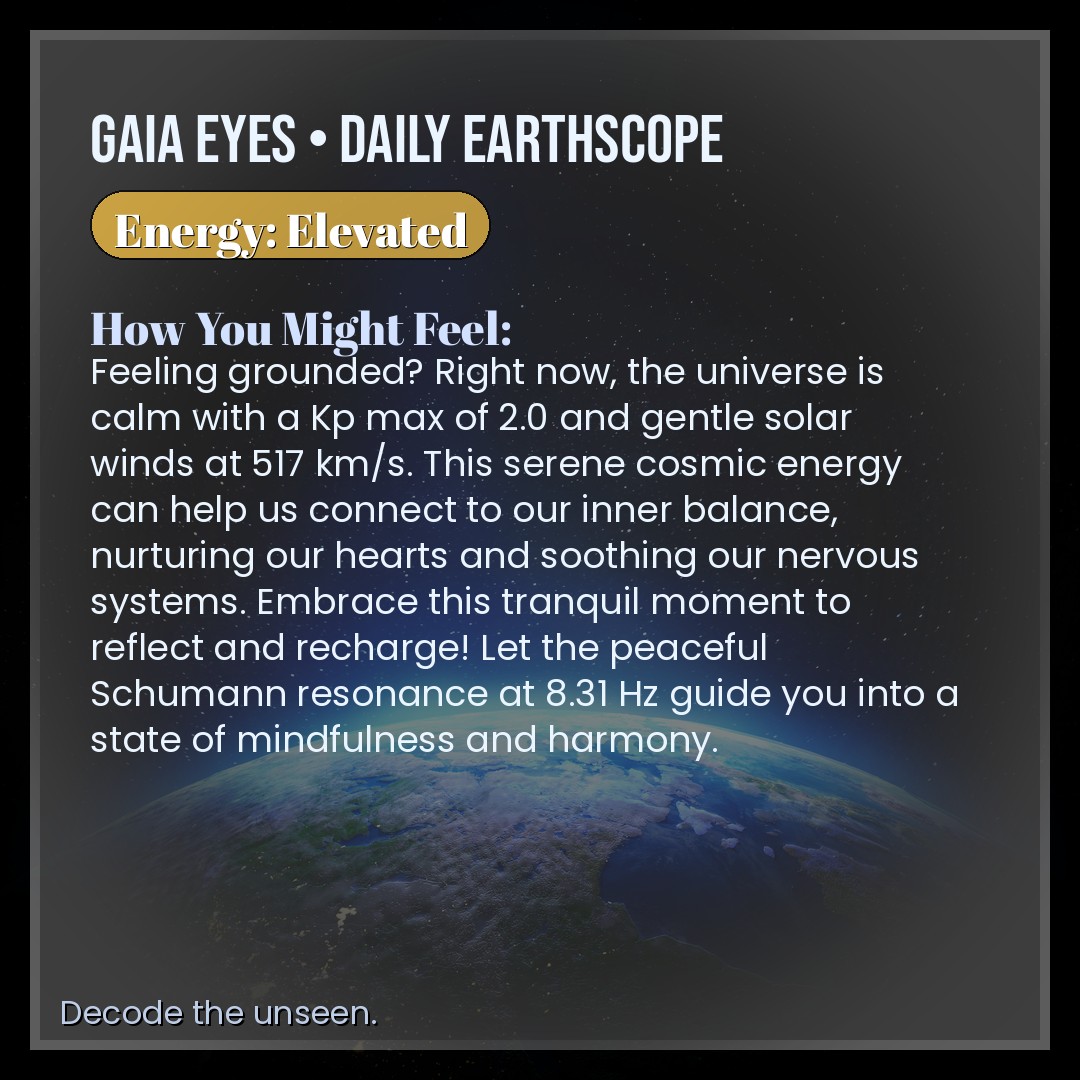 GAIA EYES • DAILY EARTHSCOPE
Energy: Elevated
How You Might Feel:
Feeling grounded? Right now, the universe is
calm with a Kp max of 2.0 and gentle solar
winds at 517 km/s. This serene cosmic energy
can help us connect to our inner balance,
nurturing our hearts and soothing our nervous
systems. Embrace this tranquil moment to
reflect and recharge! Let the peaceful
Schumann resonance at 8.31 Hz guide you into a
state of mindfulness and harmony.
Decode the unseen.